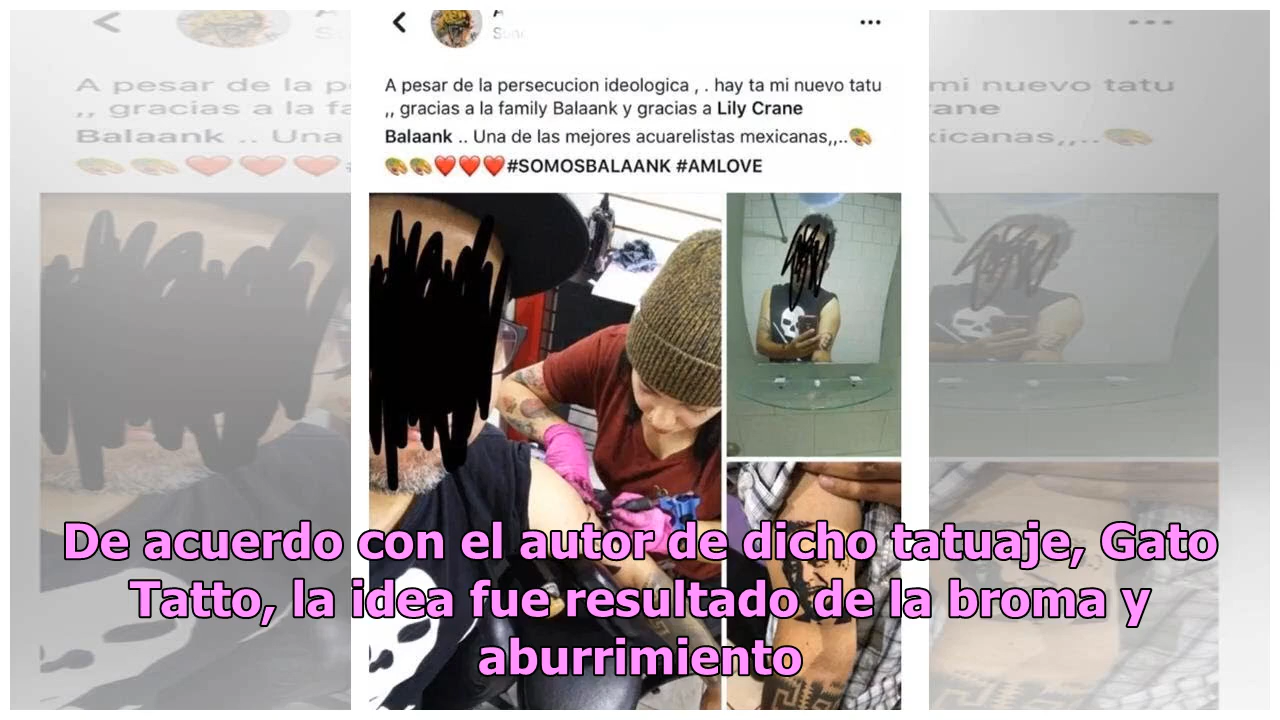 A pesar de la persecucion ideologica , . hay ta mi nuevo tatu
,, gracias a la family Balaank y gracias a Lily Crane
Balaank .. Una de las mejores acuarelistas mexicanas,,..
#SOMOSBALAANK #AMLOVE
De acuerdo con el autor de dicho tatuaje, Gato
Tatto, la idea fue resultado de la broma y
aburrimiento